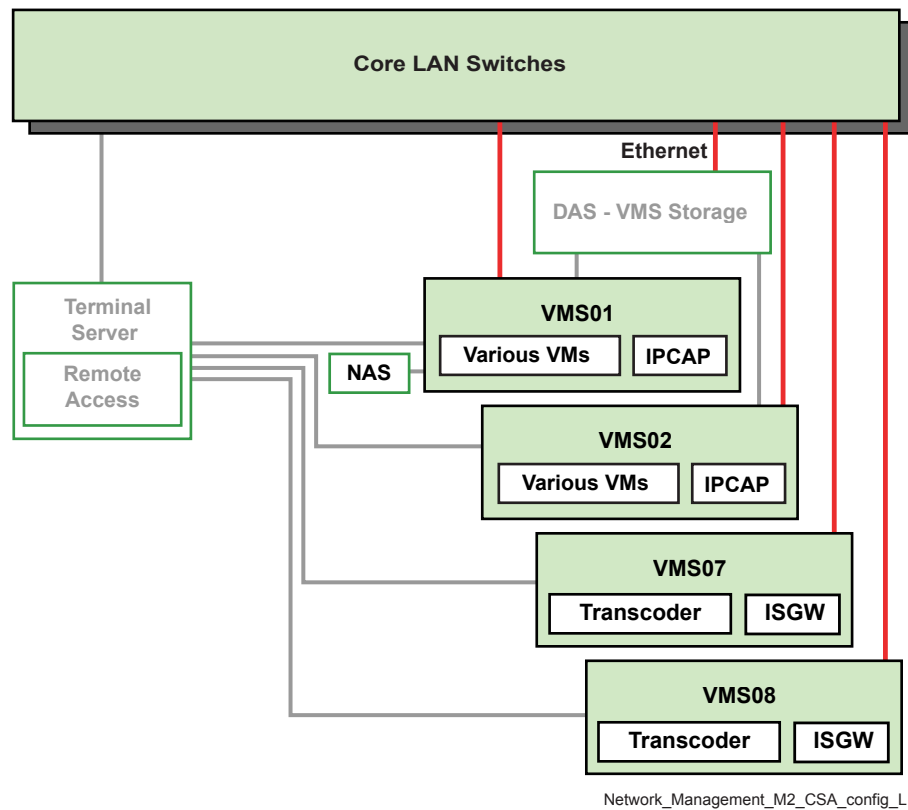 Core LAN Switches
Ethernet
DAS - VMS Storage
Terminal
Server
Remote
Access
VMS01
Various VMs
IPCAP
NAS
VMS02
Various VMs
IPCAP
VMS07
Transcoder
ISGW
VMS08
Transcoder
ISGW
Network_Management_M2_CSA_config_L